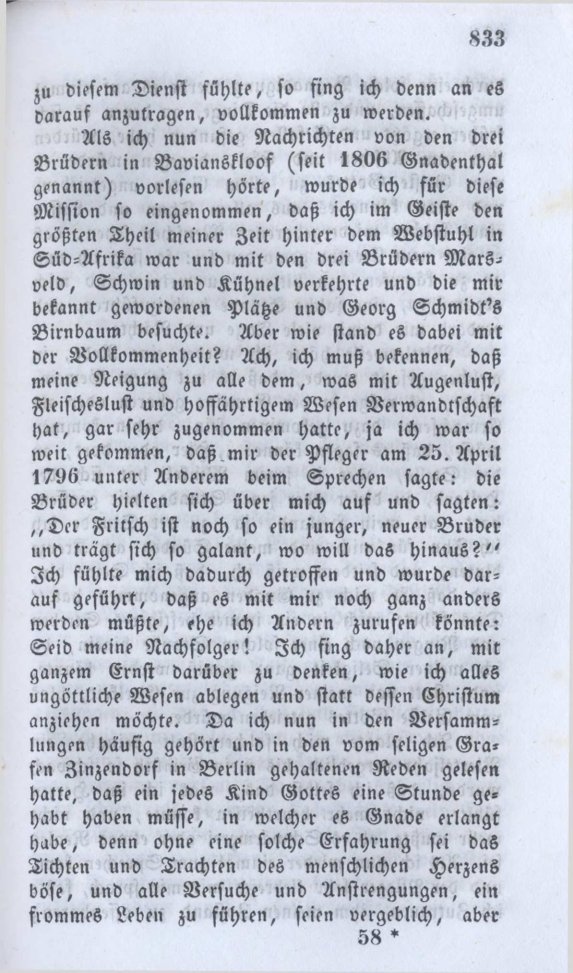 833
zu diesem Dienst fühlte, so fing ich denn an es
darauf anzutragen, vollkommen zu werden.
Als ich nun die Nachrichten von den drei
Brüdern in Bavianskloof (seit 1806 Gnadenthal
genannt) vorlesen hörte, wurde ich für diese
Mission so eingenommen, daß ich im Geiste den
größten Theil meiner Zeit hinter dem Webstuhl in
Süd-Afrika war und mit den drei Brüdern Mars-
veld, Schwin und Kühnel verkehrte und die mir
bekannt gewordenen Plätze und Georg Schmidt's
Birnbaum besuchte. Aber wie stand es dabei mit
der Vollkommenheit? Ach, ich muß bekennen, daß
meine Neigung zu alle dem, was mit Augenlust,
Fleischeslust und hoffährtigem Wesen Verwandtschaft
hat, gar sehr zugenommen hatte, ja ich war so
weit gekommen, daß mir der Pfleger am 25. April
1796 unter Anderem beim Sprechen sagte: die
Brüder hielten sich über mich auf und sagten:
,,Der Fritsch ist noch so ein junger, neuer Bruder
und trägt sich so galant, wo will das hinaus?"
Ich fühlte mich dadurch getroffen und wurde dar-
auf geführt, daß es mit mir noch ganz anders
werden müßte, ehe ich Andern zurufen könnte:
Seid meine Nachfolger! Ich fing daher an, mit
ganzem Ernst darüber zu denken, wie ich alles
ungöttliche Wesen ablegen und statt dessen Christum
anziehen möchte. Da ich nun in den Versamm-
lungen häufig gehört und in den vom seligen Gra-
fen Zinzendorf in Berlin gehaltenen Reden gelesen
hatte, daß ein jedes Kind Gottes eine Stunde ge-
habt haben müsse, in welcher es Gnade erlangt
habe, denn ohne eine solche Erfahrung sei das
Tichten und Trachten des menschlichen Herzens
böse, und alle Versuche und Anstrengungen, ein
frommes Leben zu führen, seien vergeblich, aber
58 *